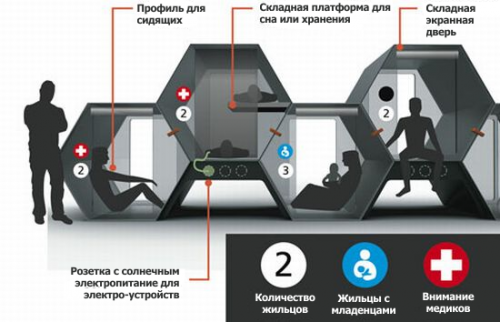 Профиль для
сидящих
Складная платформа для
сна или хранения
Складная
экранная
дверь
2
2
2
3
Розетка с солнечным
электропитание для
электро-устройств
2
Количество
жильцов
Жильцы с
младенцами
Внимание
медиков